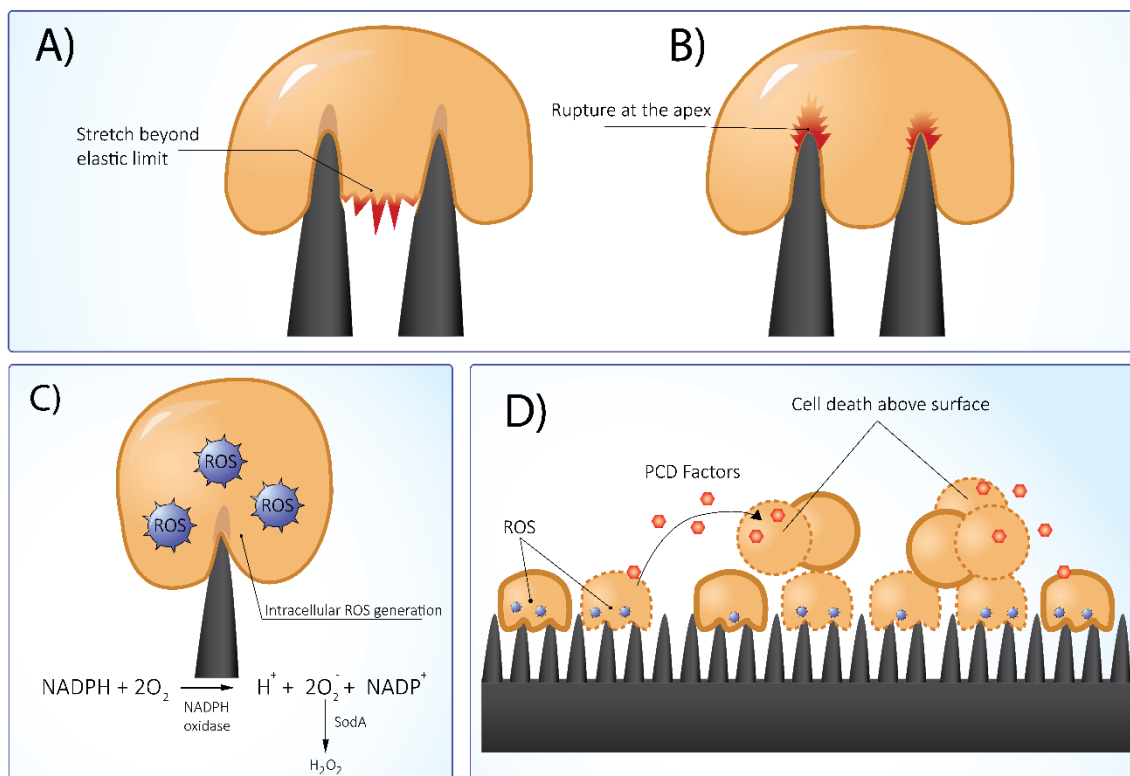 A)
Stretch beyond
elastic limit
B)
Rupture at the apex
C)
ROS
ROS
ROS
Intracellular ROS generation
NADPH + 2O₂ → H⁺ + 2O₂⁻ + NADP⁺
NADPH
oxidase
SodA
H₂O₂
D)
Cell death above surface
PCD Factors
ROS